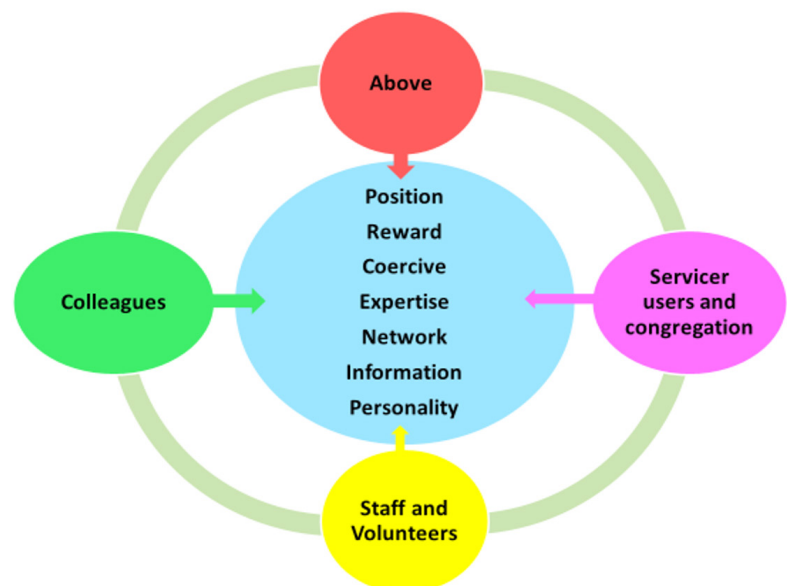 Above
Position
Reward
Coercive
Expertise
Network
Information
Personality
Colleagues
Servicer
users and
congregation
Staff and
Volunteers